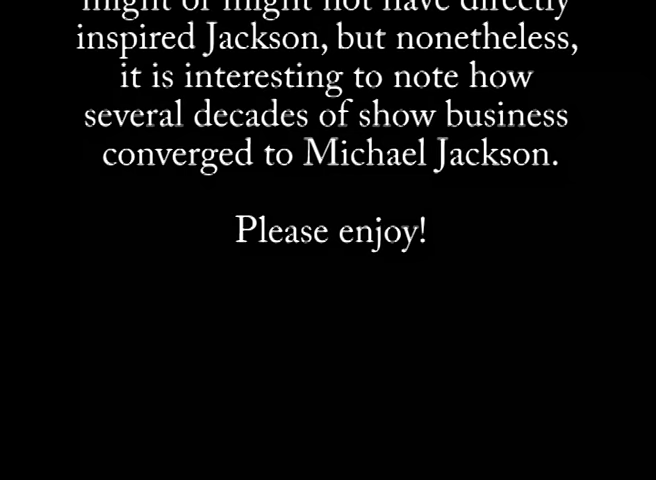 might or might not have directly
inspired Jackson, but nonetheless,
it is interesting to note how
several decades of show business
converged to Michael Jackson.
Please enjoy!